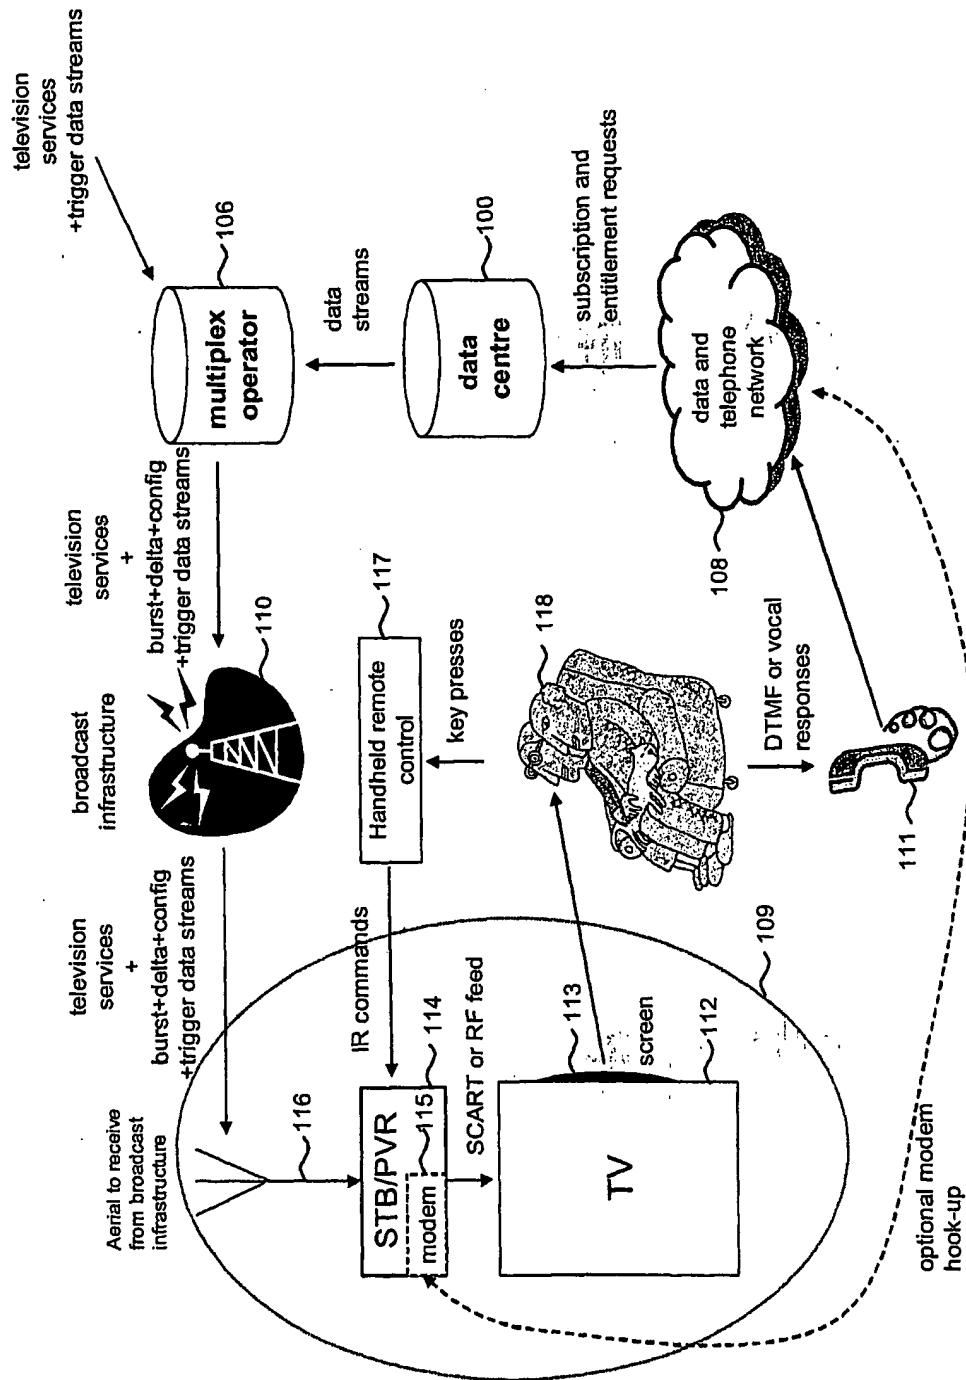 television
services
+trigger data streams
106
multiplex
operator
data
streams
100
data
centre
subscription and
entitlement requests
data and
telephone
network
108
television
services
+
burst+delta+config
+trigger data streams
broadcast
infrastructure
110
117
Handheld remote
control
key presses
118
DTMF or vocal
responses
111
television
services
+
burst+delta+config
+trigger data streams
IR commands
Aerial to receive
from broadcast
infrastructure
116
114
STB/PVR
115
modem
SCART or RF feed
113
screen
112
TV
109
optional modem
hook-up